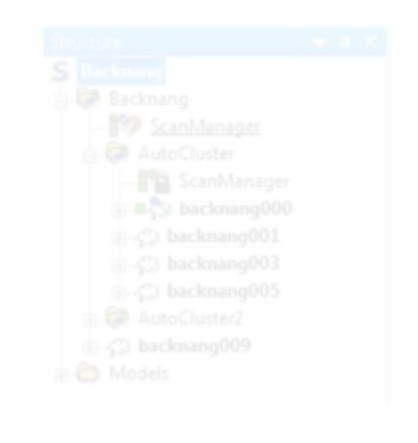 Structure
S Backnang
Backnang
ScanManager
AutoCluster
ScanManager
backnang000
backnang001
backnang003
backnang005
AutoCluster2
backnang009
Models